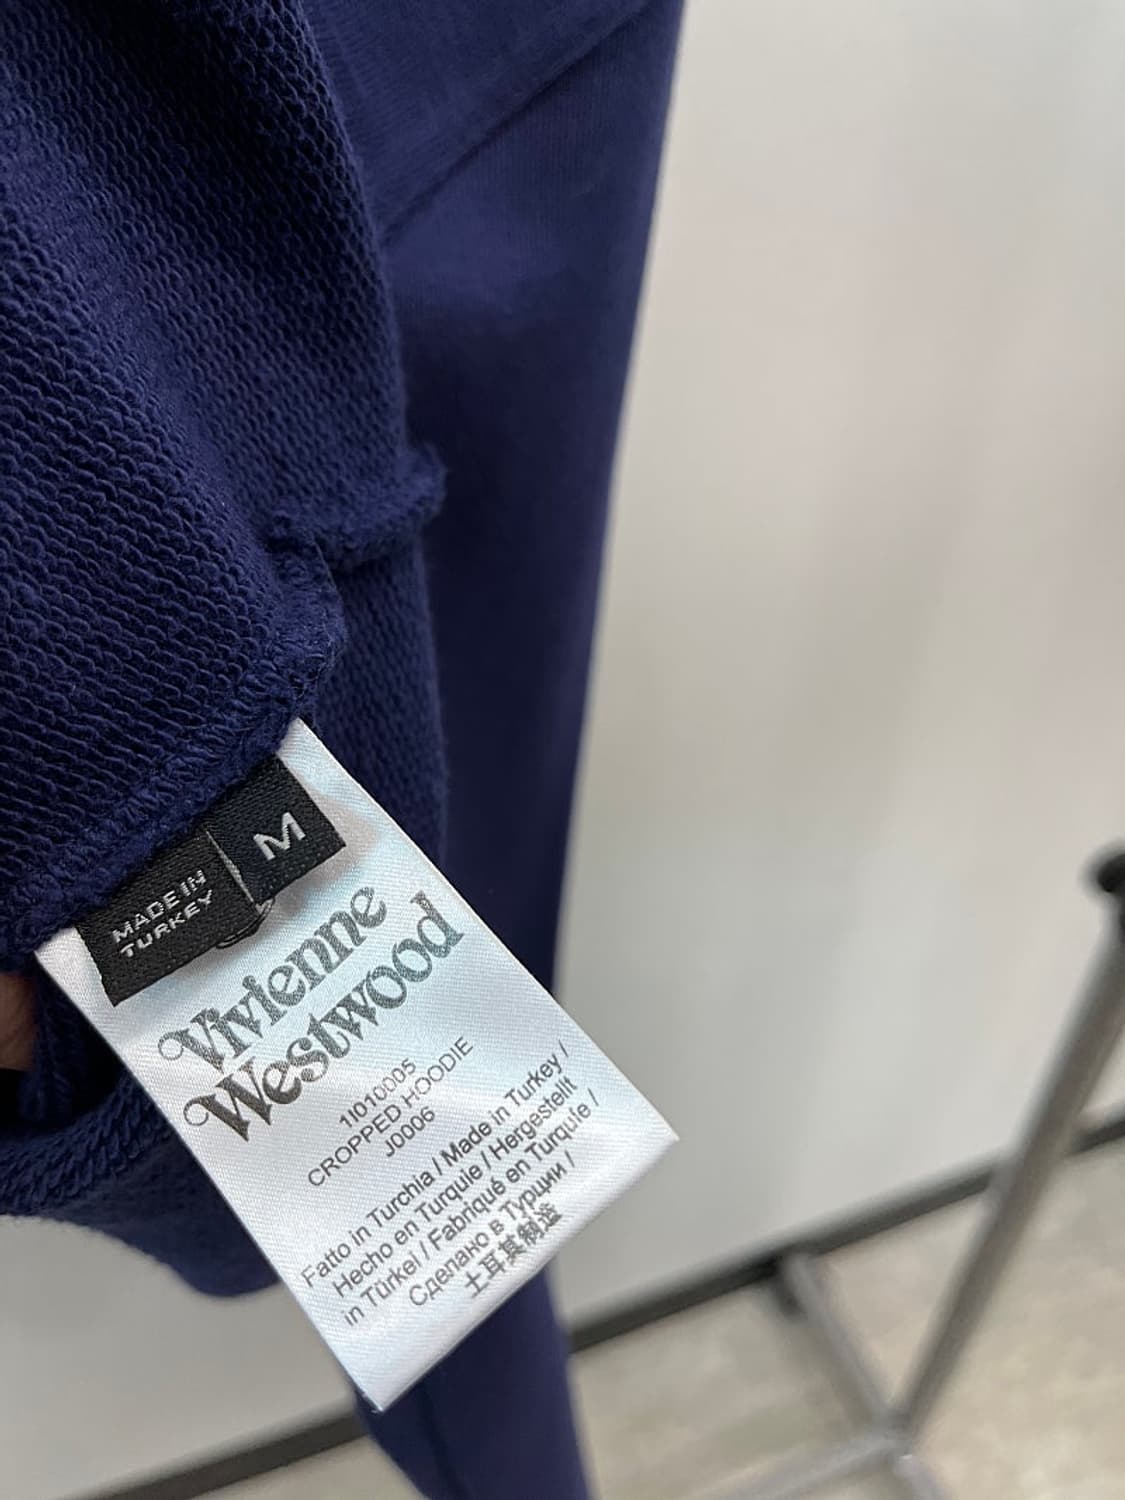 MADE IN
TURKEY
M
Vivienne
Westwood
1I010005
CROPPED HOODIE
J0006
Fatto in Turchia / Made in Turkey /
Hecho en Turquie / Hergestellt
in Türkei / Fabriqué en Turquie /
Сделано в Турции /
土耳其制造